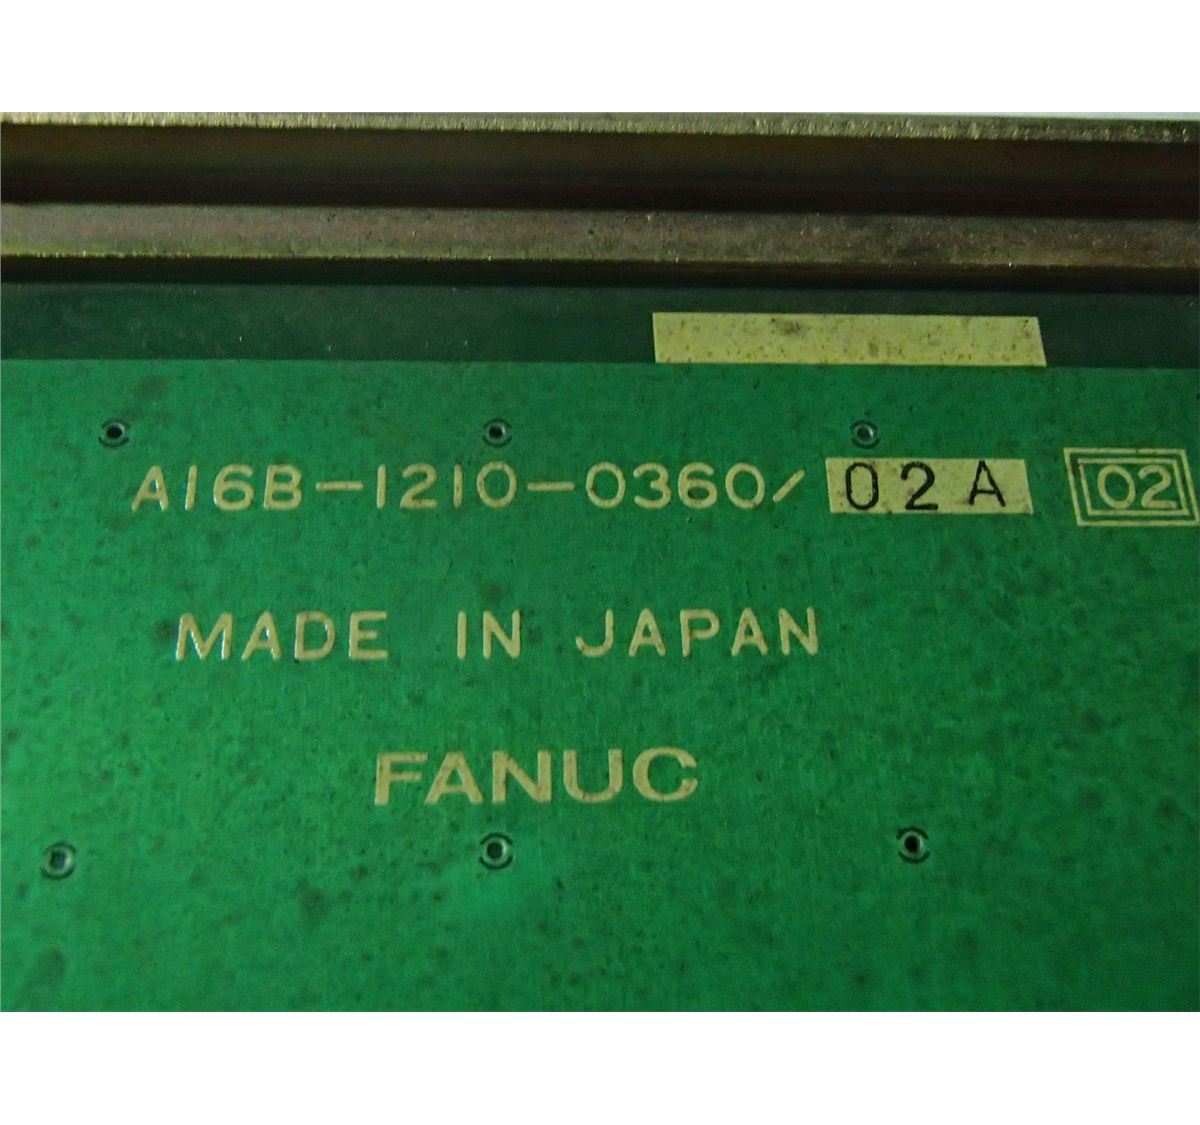 A16B-1210-0360/02A 02
MADE IN JAPAN
FANUC